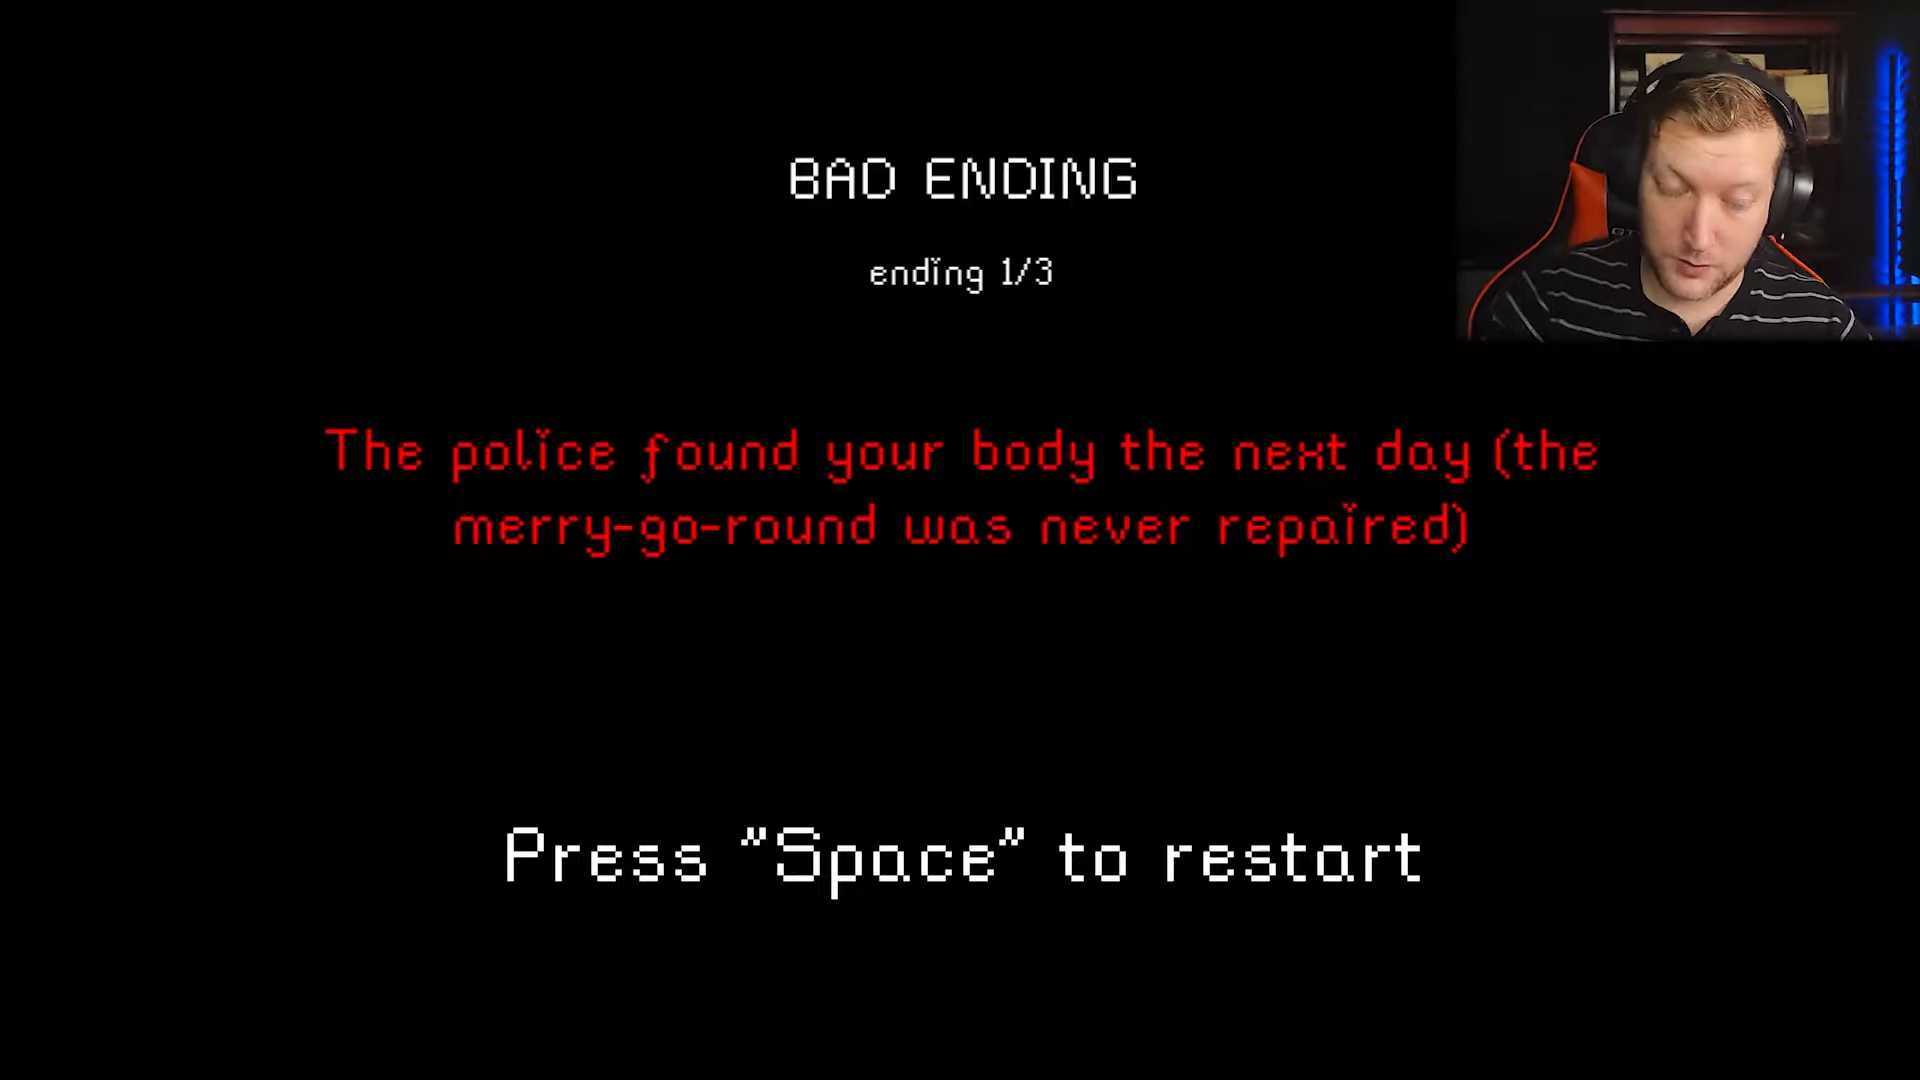 BAD ENDING
ending 1/3
The police found your body the next day (the
merry-go-round was never repaired)
Press "Space" to restart